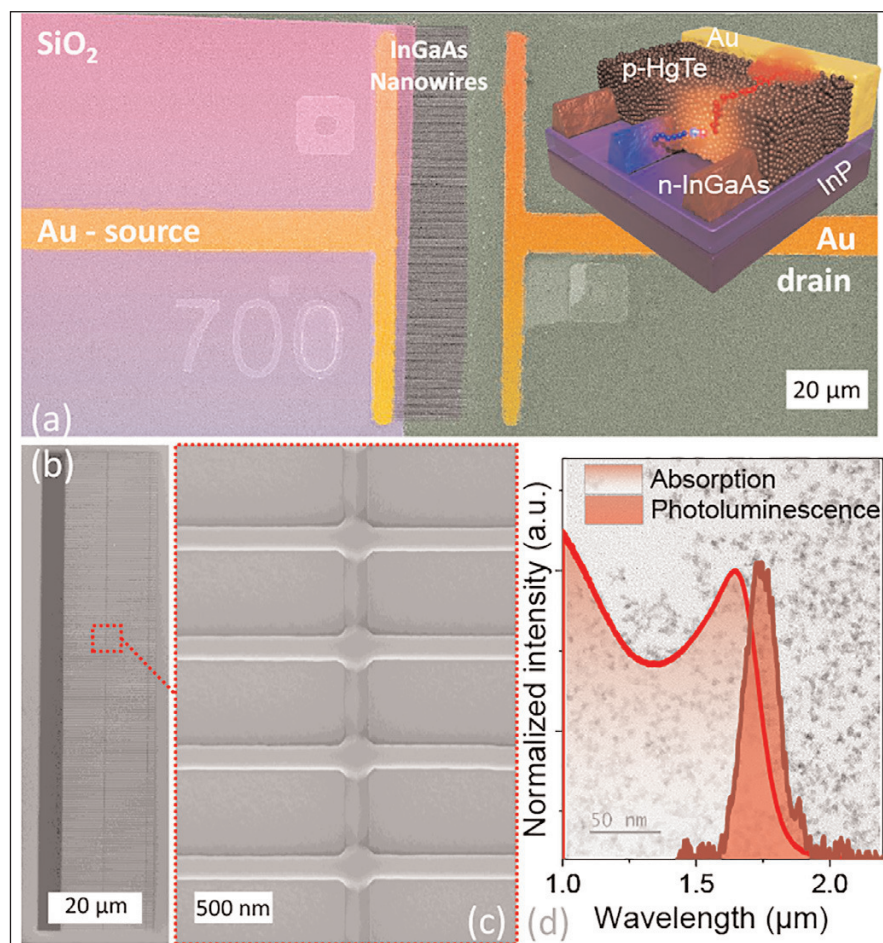 SiO2
InGaAs
Nanowires
Au
p-HgTe
n-InGaAs
InP
Au - source
Au
drain
700
20 µm
(a)
(b)
20 µm
500 nm
(c)
Absorption
Photoluminescence
Normalized intensity (a.u.)
50 nm
1.0
1.5
2.0
(d)
Wavelength (µm)